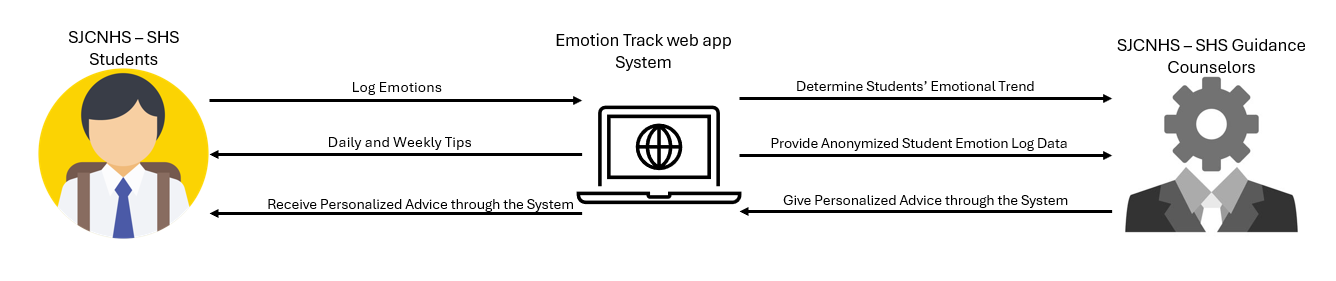 SJCNHS – SHS
Students
Emotion Track web app
System
SJCNHS – SHS Guidance
Counselors
Log Emotions
Determine Students’ Emotional Trend
Daily and Weekly Tips
Provide Anonymized Student Emotion Log Data
Receive Personalized Advice through the System
Give Personalized Advice through the System